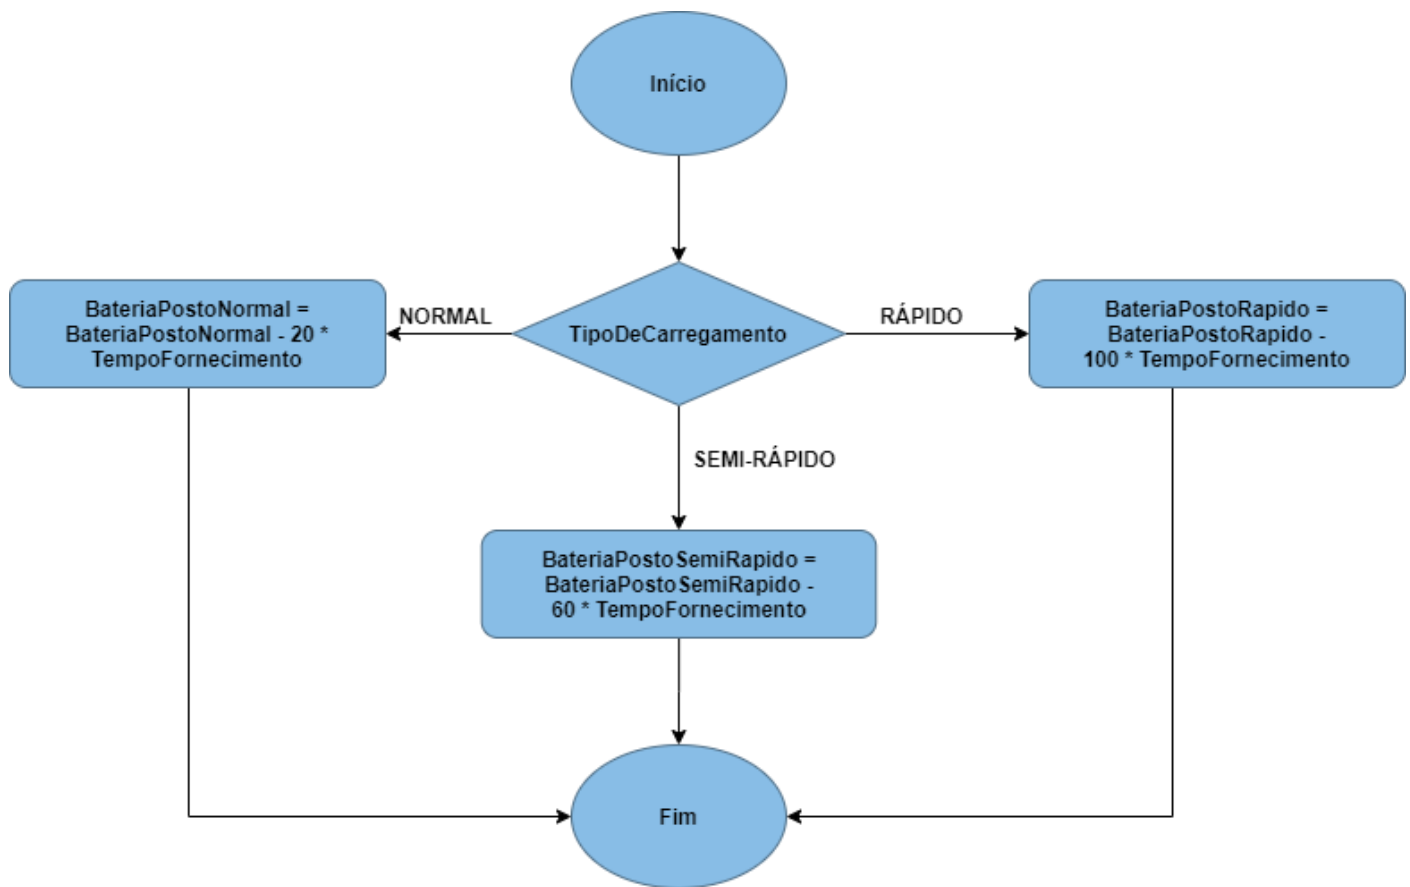 Início
BateriaPostoNormal =
BateriaPostoNormal - 20 *
TempoFornecimento
NORMAL
TipoDeCarregamento
RÁPIDO
BateriaPostoRapido =
BateriaPostoRapido -
100 * TempoFornecimento
SEMI-RÁPIDO
BateriaPostoSemiRapido =
BateriaPostoSemiRapido -
60 * TempoFornecimento
Fim